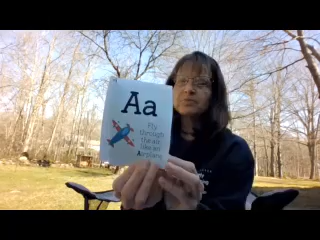 Aa
Fly
through
the air
like an
Airplane